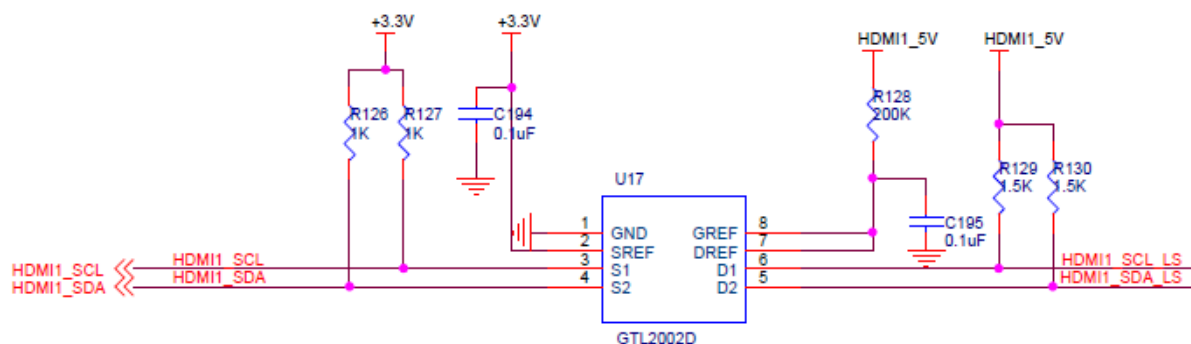 +3.3V
+3.3V
HDMI1_5V
HDMI1_5V
R126
1K
R127
1K
C194
0.1uF
R128
200K
R129
1.5K
R130
1.5K
U17
C195
0.1uF
1
GND
GREF
8
2
SREF
DREF
7
3
S1
D1
6
4
S2
D2
5
HDMI1_SCL
HDMI1_SCL
HDMI1_SDA
HDMI1_SDA
HDMI1_SCL_LS
HDMI1_SDA_LS
GTL2002D